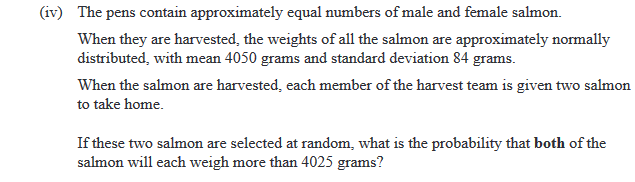 (iv) The pens contain approximately equal numbers of male and female salmon.
When they are harvested, the weights of all the salmon are approximately normally
distributed, with mean 4050 grams and standard deviation 84 grams.
When the salmon are harvested, each member of the harvest team is given two salmon
to take home.
If these two salmon are selected at random, what is the probability that both of the
salmon will each weigh more than 4025 grams?